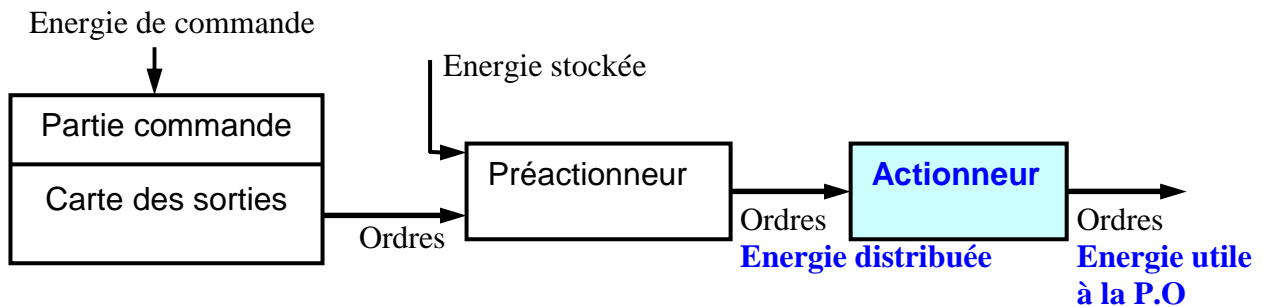 Energie de commande
Energie stockée
Partie commande
Carte des sorties
Ordres
Préactionneur
Ordres
Energie distribuée
Actionneur
Ordres
Energie utile
à la P.O